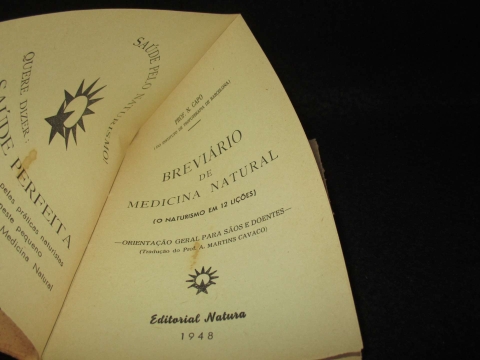 SAÚDE PELO NATURISMO!
QUERE DIZER:
SAÚDE PERFEITA
pelas práticas naturistas
neste pequeno
Medicina Natural
PROF. N. CAPO
BREVIÁRIO
DE
MEDICINA NATURAL
(O NATURISMO EM 12 LIÇÕES)
—ORIENTAÇÃO GERAL PARA SÃOS E DOENTES—
(Tradução do Prof. A. MARTINS CAVACO)
Editorial Natura
1948